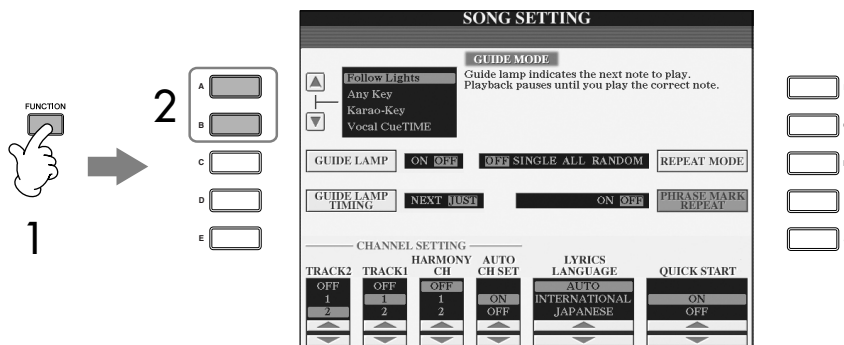 SONG SETTING
GUIDE MODE
Follow Lights
Any Key
Karao-Key
Vocal CueTIME
Guide lamp indicates the next note to play.
Playback pauses until you play the correct note.
FUNCTION
1
2
A
B
C
D
E
GUIDE LAMP ON OFF OFF SINGLE ALL RANDOM REPEAT MODE
GUIDE LAMP TIMING NEXT JUST ON OFF PHRASE MARK REPEAT
CHANNEL SETTING
TRACK2 TRACK1 HARMONY CH AUTO CH SET LYRICS LANGUAGE QUICK START
OFF OFF OFF AUTO
1 1 1 ON INTERNATIONAL ON
2 2 2 OFF JAPANESE OFF